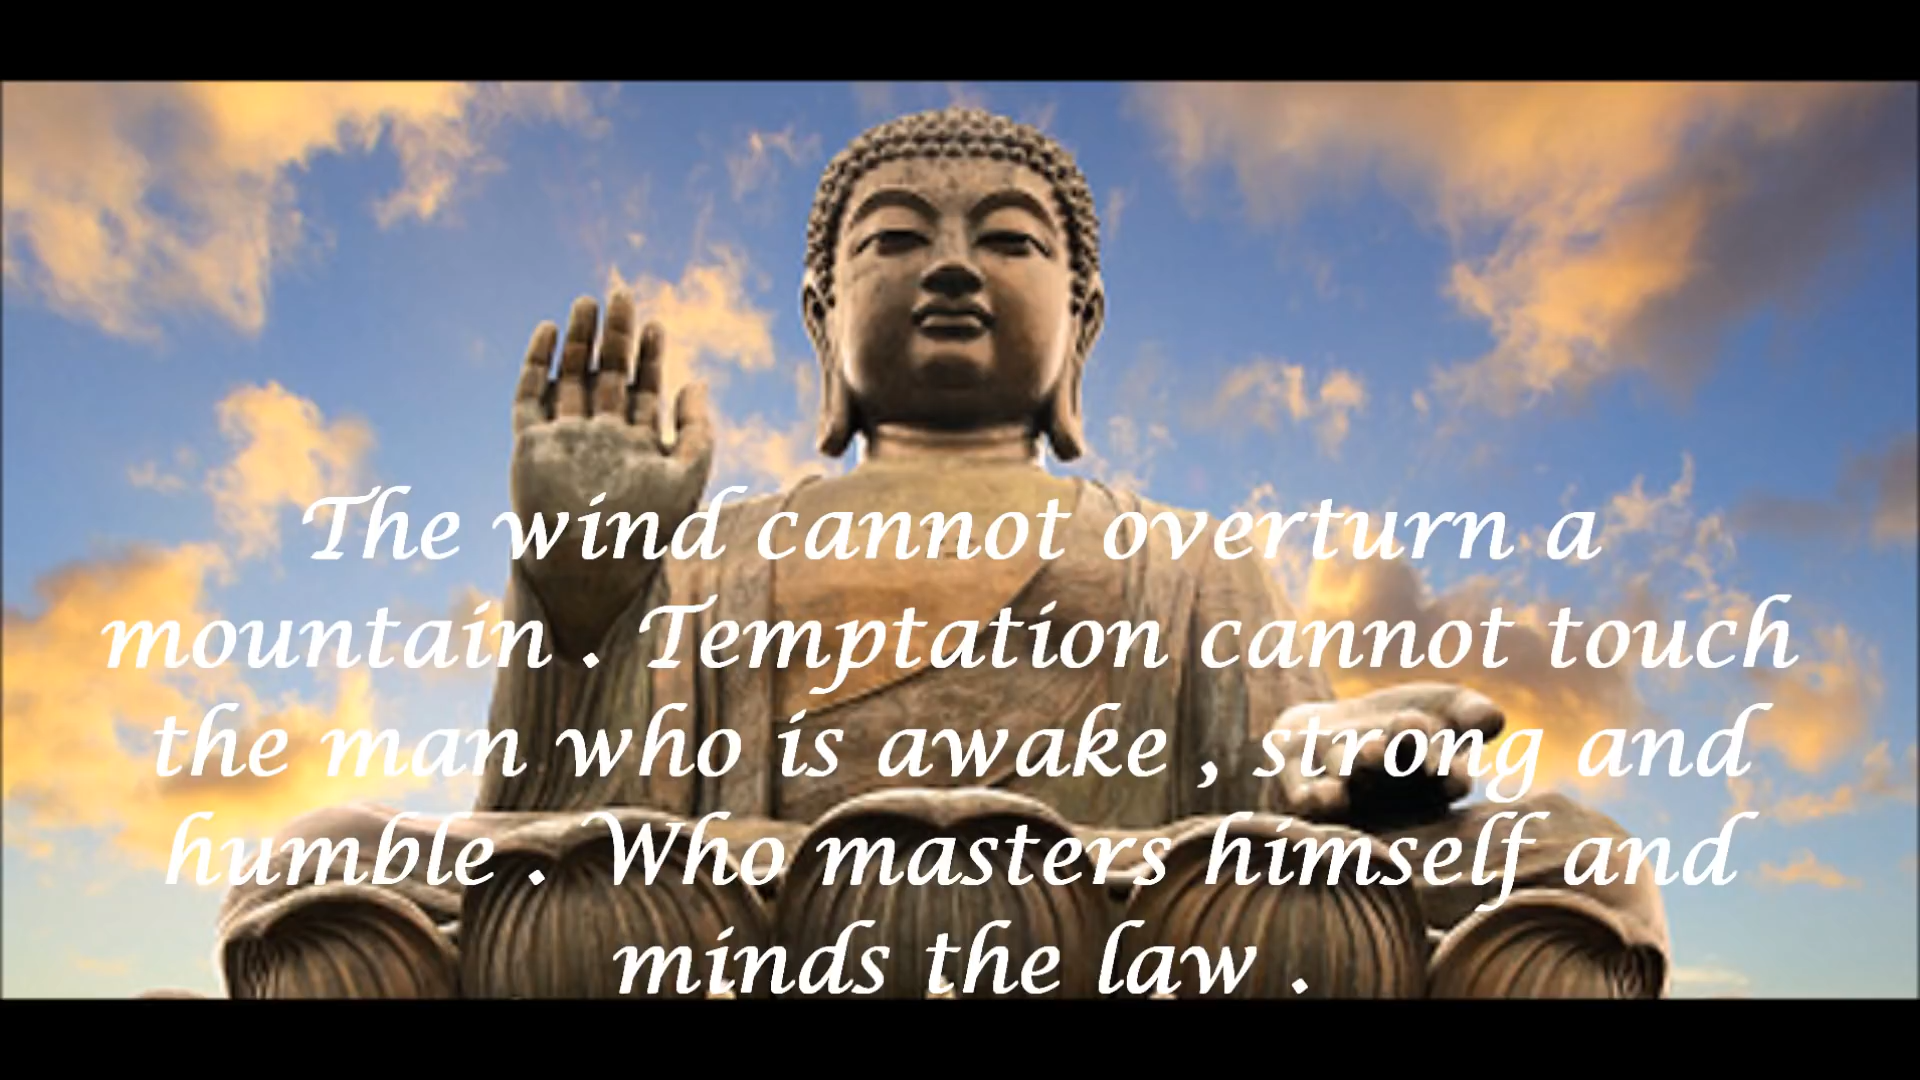 The wind cannot overturn a
mountain . Temptation cannot touch
the man who is awake , strong and
humble . Who masters himself and
minds the law .